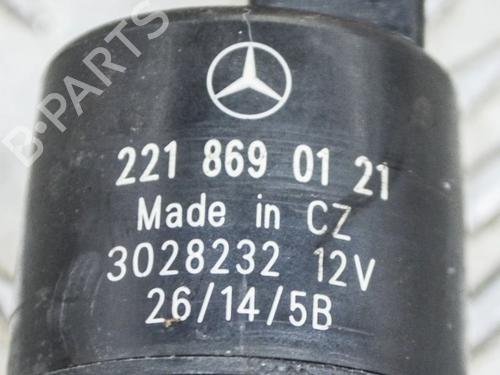 B-PARTS
221 869 01 21
Made in CZ
3028232 12V
26/14/5B